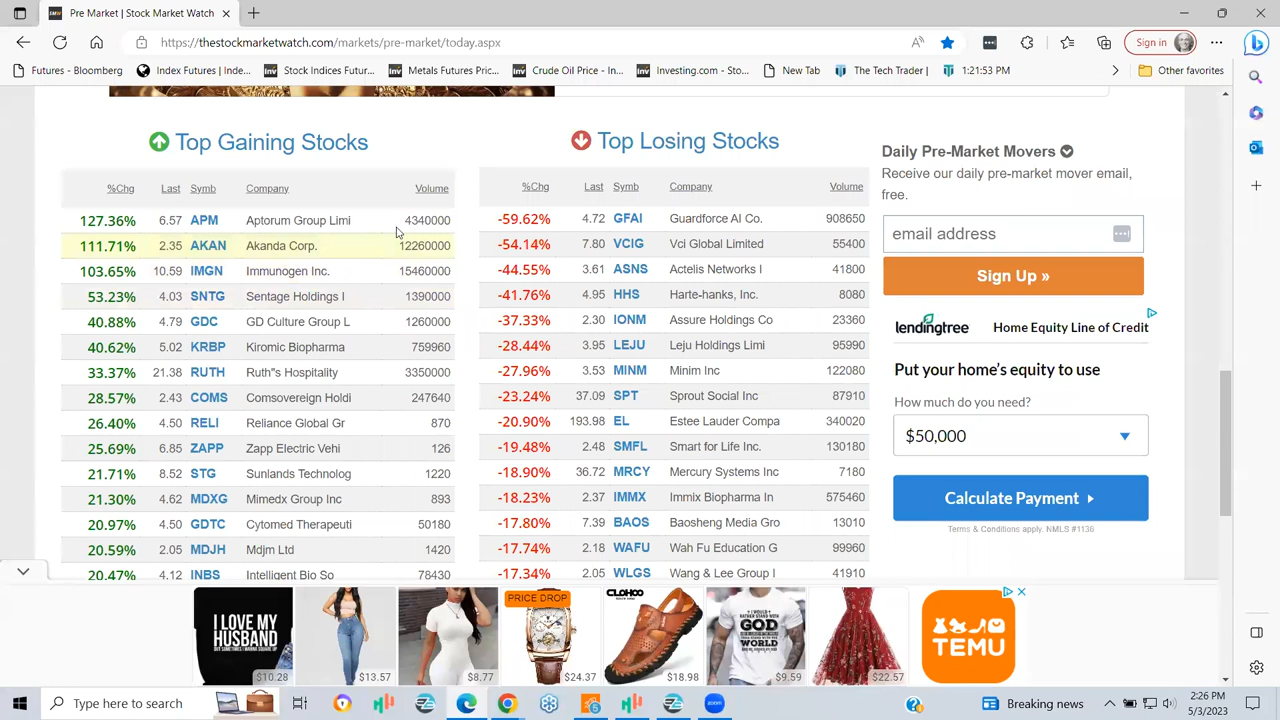 Pre Market | Stock Market Watch
https://thestockmarketwatch.com/markets/pre-market/today.aspx
Sign in
Futures - Bloomberg
Index Futures | Inde...
Stock Indices Futur...
Metals Futures Pric...
Crude Oil Price - In...
Investing.com - Sto...
New Tab
The Tech Trader |
1:21:53 PM
Other favorites
Top Gaining Stocks
%Chg Last Symb Company Volume
127.36% 6.57 APM Aptorum Group Limi 4340000
111.71% 2.35 AKAN Akanda Corp. 12260000
103.65% 10.59 IMGN Immunogen Inc. 15460000
53.23% 4.03 SNTG Sentage Holdings I 1390000
40.88% 4.79 GDC GD Culture Group L 1260000
40.62% 5.02 KRBP Kiromic Biopharma 759960
33.37% 21.38 RUTH Ruth"s Hospitality 3350000
28.57% 2.43 COMS Comsovereign Holdi 247640
26.40% 4.50 RELI Reliance Global Gr 870
25.69% 6.85 ZAPP Zapp Electric Vehi 126
21.71% 8.52 STG Sunlands Technolog 1220
21.30% 4.62 MDXG Mimedx Group Inc 893
20.97% 4.50 GDTC Cytomed Therapeuti 50180
20.59% 2.05 MDJH Mdjm Ltd 1420
20.47% 4.12 INBS Intelligent Bio So 78430
Top Losing Stocks
%Chg Last Symb Company Volume
-59.62% 4.72 GFAI Guardforce AI Co. 908650
-54.14% 7.80 VCIG Vci Global Limited 55400
-44.55% 3.61 ASNS Actelis Networks I 41800
-41.76% 4.95 HHS Harte-hanks, Inc. 8080
-37.33% 2.30 IONM Assure Holdings Co 23360
-28.44% 3.95 LEJU Leju Holdings Limi 95990
-27.96% 3.53 MINM Minim Inc 122080
-23.24% 37.09 SPT Sprout Social Inc 87910
-20.90% 193.98 EL Estee Lauder Compa 340020
-19.48% 2.48 SMFL Smart for Life Inc. 130180
-18.90% 36.72 MRCY Mercury Systems Inc 7180
-18.23% 2.37 IMMX Immix Biopharma In 575460
-17.80% 7.39 BAOS Baosheng Media Gro 13010
-17.74% 2.18 WAFU Wah Fu Education G 99960
-17.34% 2.05 WLGS Wang & Lee Group I 41910
Daily Pre-Market Movers
Receive our daily pre-market mover email,
free.
email address
Sign Up »
lendingtree Home Equity Line of Credit
Put your home's equity to use
How much do you need?
$50,000
Calculate Payment
Terms & Conditions apply. NMLS #1136
I LOVE MY
HUSBAND
$10.28
$13.57
$8.77
PRICE DROP
$24.37
CLOHOO
$18.98
I WOULD
RATHER STAND WITH
GOD
WORLD
$9.59
$22.57
TEMU
Type here to search
Breaking news
2:26 PM
5/3/2023